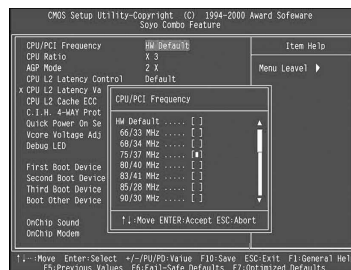 CMOS Setup Utility-Copyright (C) 1994-2000 Award Sofeware
Soyo Combo Feature
CPU/PCI Frequency HW Default Item Help
CPU Ratio X 3
AGP Mode 2 X Menu Leavel
CPU L2 Latency Control Default
x CPU L2 Latency Va
CPU L2 Cache ECC
C.I.H. 4-WAY Prot
Quick Power On Se
Vcore Voltage Adj
Debug LED
First Boot Device
Second Boot Device
Third Boot Device
Boot Other Device
OnChip Sound
OnChip Modem
CPU/PCI Frequency
HW Default ..... [ ]
66/33 MHz ..... [ ]
68/34 MHz ..... [ ]
75/37 MHz ..... [■]
80/40 MHz ..... [ ]
83/41 MHz ..... [ ]
85/28 MHz ..... [ ]
90/30 MHz ..... [ ]
↑↓:Move ENTER:Accept ESC:Abort
↑↓··:Move Enter:Select +/-/PU/PD:Vaiue F10:Save ESC:Exit F1:General Hel
F5:Previous Values F6:Fail-Safe Defaults F7:Optimized Defaults